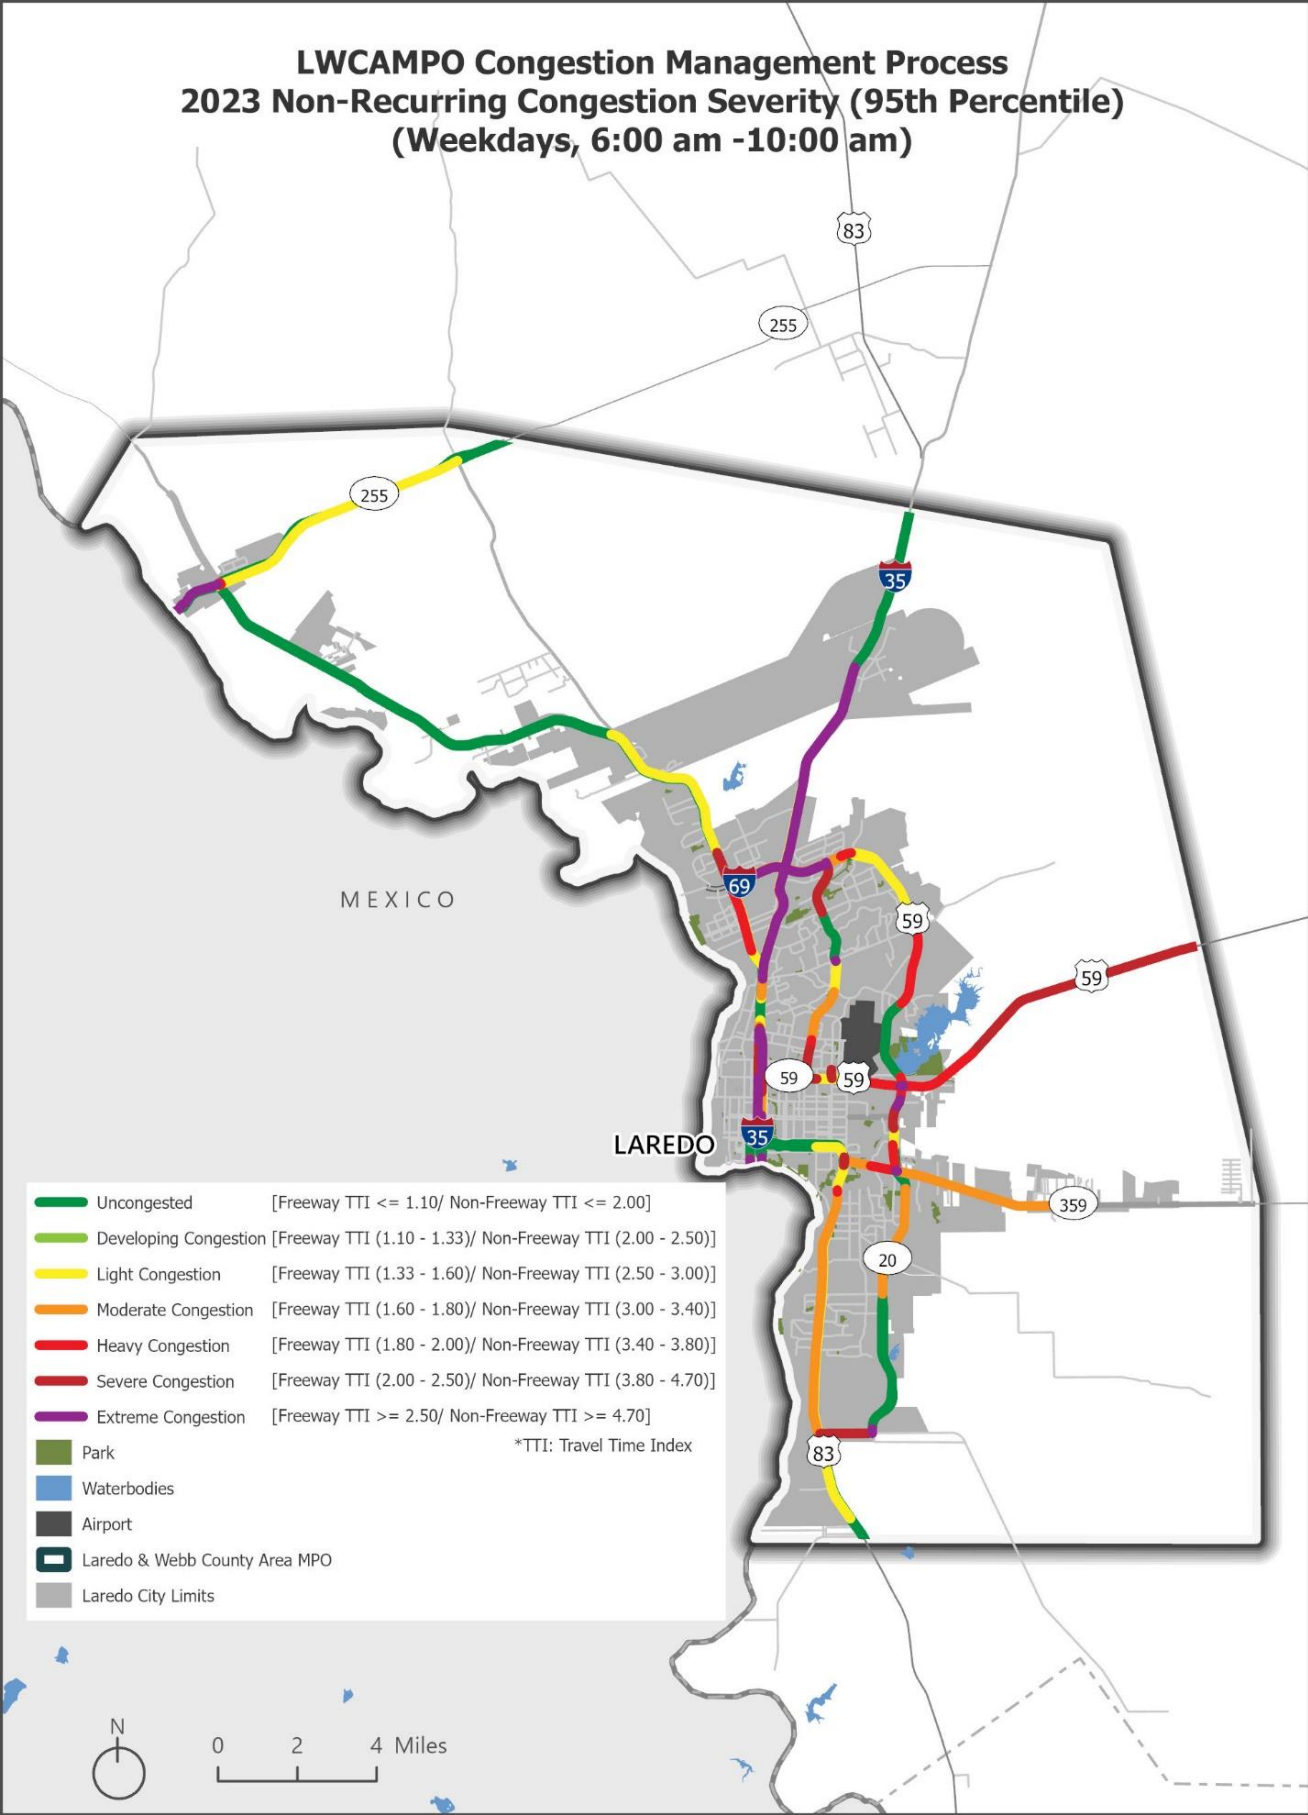 LWCAMPO Congestion Management Process
2023 Non-Recurring Congestion Severity (95th Percentile)
(Weekdays, 6:00 am -10:00 am)
83
255
255
35
69
59
59
MEXICO
59
59
35
LAREDO
359
20
83
Uncongested [Freeway TTI <= 1.10/ Non-Freeway TTI <= 2.00]
Developing Congestion [Freeway TTI (1.10 - 1.33)/ Non-Freeway TTI (2.00 - 2.50)]
Light Congestion [Freeway TTI (1.33 - 1.60)/ Non-Freeway TTI (2.50 - 3.00)]
Moderate Congestion [Freeway TTI (1.60 - 1.80)/ Non-Freeway TTI (3.00 - 3.40)]
Heavy Congestion [Freeway TTI (1.80 - 2.00)/ Non-Freeway TTI (3.40 - 3.80)]
Severe Congestion [Freeway TTI (2.00 - 2.50)/ Non-Freeway TTI (3.80 - 4.70)]
Extreme Congestion [Freeway TTI >= 2.50/ Non-Freeway TTI >= 4.70]
*TTI: Travel Time Index
Park
Waterbodies
Airport
Laredo & Webb County Area MPO
Laredo City Limits
N
0 2 4 Miles